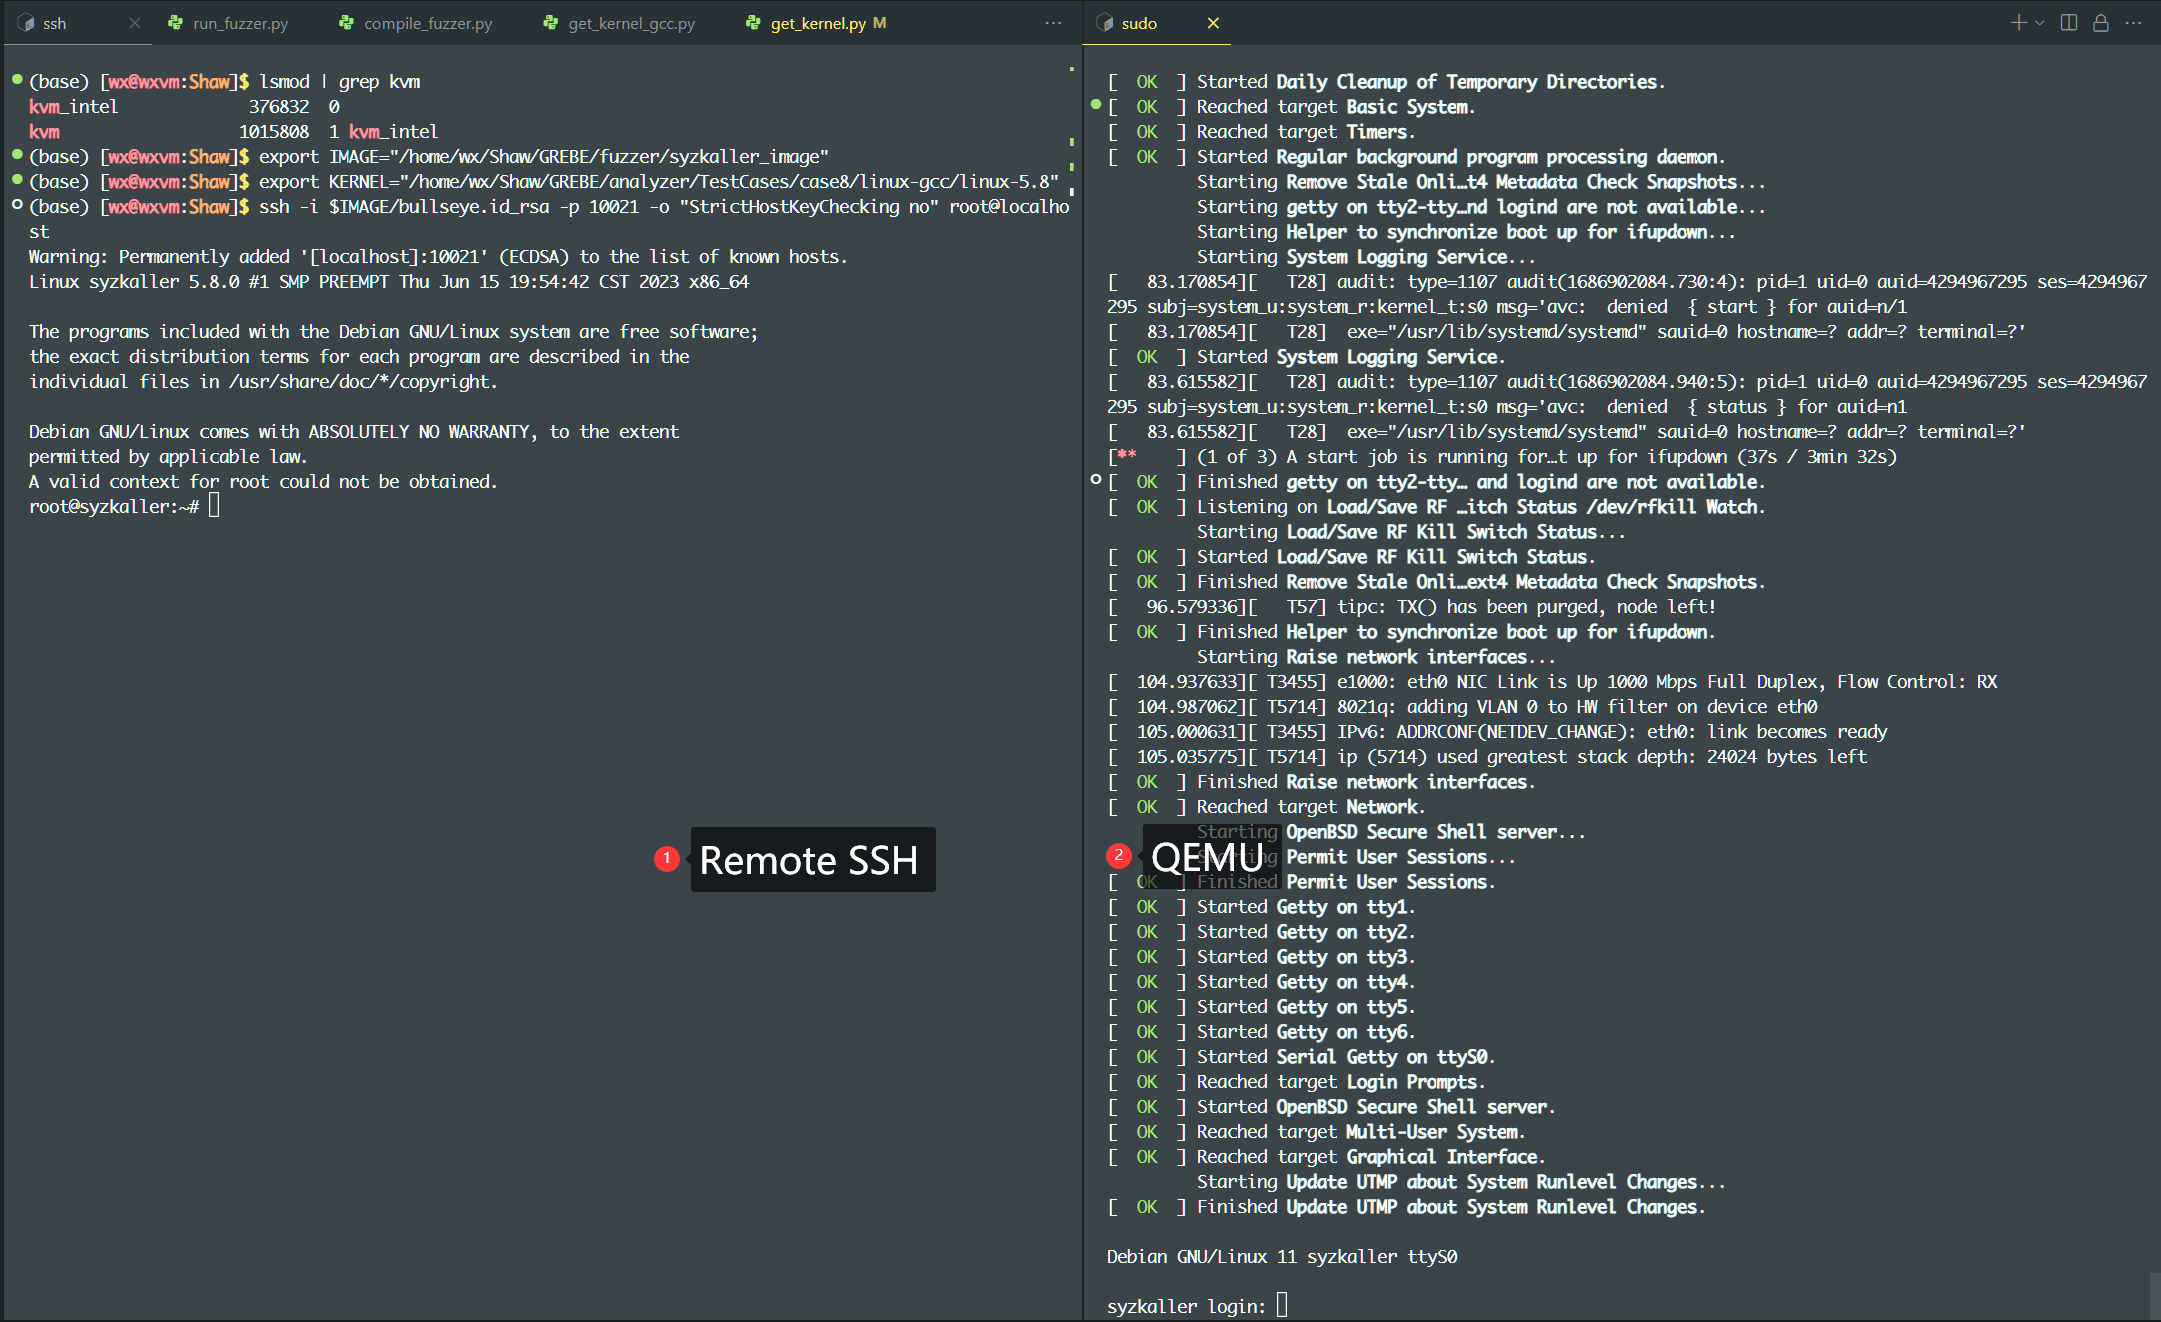 ssh
run_fuzzer.py
compile_fuzzer.py
get_kernel_gcc.py
get_kernel.py M
(base) [wx@wxvm:Shaw]$ lsmod | grep kvm
kvm_intel 376832 0
kvm 1015808 1 kvm_intel
(base) [wx@wxvm:Shaw]$ export IMAGE="/home/wx/Shaw/GREBE/fuzzer/syzkaller_image"
(base) [wx@wxvm:Shaw]$ export KERNEL="/home/wx/Shaw/GREBE/analyzer/TestCases/case8/linux-gcc/linux-5.8"
(base) [wx@wxvm:Shaw]$ ssh -i $IMAGE/bullseye.id_rsa -p 10021 -o "StrictHostKeyChecking no" root@localho
st
Warning: Permanently added '[localhost]:10021' (ECDSA) to the list of known hosts.
Linux syzkaller 5.8.0 #1 SMP PREEMPT Thu Jun 15 19:54:42 CST 2023 x86_64
The programs included with the Debian GNU/Linux system are free software;
the exact distribution terms for each program are described in the
individual files in /usr/share/doc/*/copyright.
Debian GNU/Linux comes with ABSOLUTELY NO WARRANTY, to the extent
permitted by applicable law.
A valid context for root could not be obtained.
root@syzkaller:~#
1 Remote SSH
sudo
[ OK ] Started Daily Cleanup of Temporary Directories.
[ OK ] Reached target Basic System.
[ OK ] Reached target Timers.
[ OK ] Started Regular background program processing daemon.
Starting Remove Stale Onli…t4 Metadata Check Snapshots...
Starting getty on tty2-tty…nd logind are not available...
Starting Helper to synchronize boot up for ifupdown...
Starting System Logging Service...
[ 83.170854][ T28] audit: type=1107 audit(1686902084.730:4): pid=1 uid=0 auid=4294967295 ses=4294967
295 subj=system_u:system_r:kernel_t:s0 msg='avc: denied { start } for auid=n/1
[ 83.170854][ T28] exe="/usr/lib/systemd/systemd" sauid=0 hostname=? addr=? terminal=?'
[ OK ] Started System Logging Service.
[ 83.615582][ T28] audit: type=1107 audit(1686902084.940:5): pid=1 uid=0 auid=4294967295 ses=4294967
295 subj=system_u:system_r:kernel_t:s0 msg='avc: denied { status } for auid=n1
[ 83.615582][ T28] exe="/usr/lib/systemd/systemd" sauid=0 hostname=? addr=? terminal=?'
[** ] (1 of 3) A start job is running for…t up for ifupdown (37s / 3min 32s)
[ OK ] Finished getty on tty2-tty… and logind are not available.
[ OK ] Listening on Load/Save RF …itch Status /dev/rfkill Watch.
Starting Load/Save RF Kill Switch Status...
[ OK ] Started Load/Save RF Kill Switch Status.
[ OK ] Finished Remove Stale Onli…ext4 Metadata Check Snapshots.
[ 96.579336][ T57] tipc: TX() has been purged, node left!
[ OK ] Finished Helper to synchronize boot up for ifupdown.
Starting Raise network interfaces...
[ 104.937633][ T3455] e1000: eth0 NIC Link is Up 1000 Mbps Full Duplex, Flow Control: RX
[ 104.987062][ T5714] 8021q: adding VLAN 0 to HW filter on device eth0
[ 105.000631][ T3455] IPv6: ADDRCONF(NETDEV_CHANGE): eth0: link becomes ready
[ 105.035775][ T5714] ip (5714) used greatest stack depth: 24024 bytes left
[ OK ] Finished Raise network interfaces.
[ OK ] Reached target Network.
Starting OpenBSD Secure Shell server...
2 QEMU
Starting Permit User Sessions...
[ OK ] Finished Permit User Sessions.
[ OK ] Started Getty on tty1.
[ OK ] Started Getty on tty2.
[ OK ] Started Getty on tty3.
[ OK ] Started Getty on tty4.
[ OK ] Started Getty on tty5.
[ OK ] Started Getty on tty6.
[ OK ] Started Serial Getty on ttyS0.
[ OK ] Reached target Login Prompts.
[ OK ] Started OpenBSD Secure Shell server.
[ OK ] Reached target Multi-User System.
[ OK ] Reached target Graphical Interface.
Starting Update UTMP about System Runlevel Changes...
[ OK ] Finished Update UTMP about System Runlevel Changes.
Debian GNU/Linux 11 syzkaller ttyS0
syzkaller login: